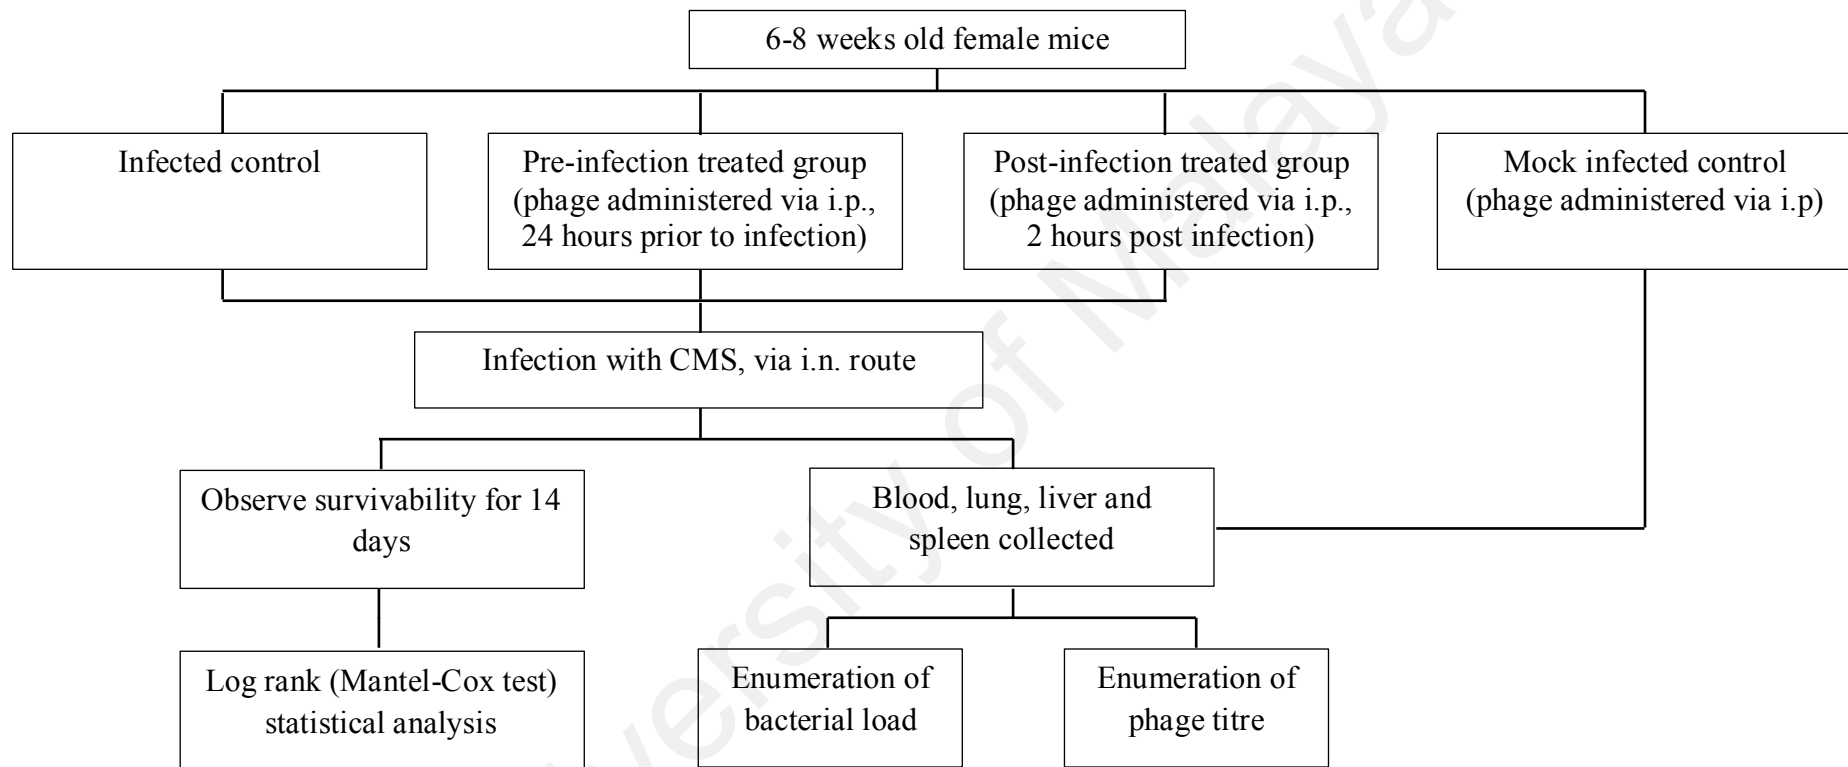 6-8 weeks old female mice
Infected control
Pre-infection treated group
(phage administered via i.p.,
24 hours prior to infection)
Post-infection treated group
(phage administered via i.p.,
2 hours post infection)
Mock infected control
(phage administered via i.p)
Infection with CMS, via i.n. route
Observe survivability for 14
days
Blood, lung, liver and
spleen collected
Log rank (Mantel-Cox test)
statistical analysis
Enumeration of
bacterial load
Enumeration of
phage titre
versity of Malaya